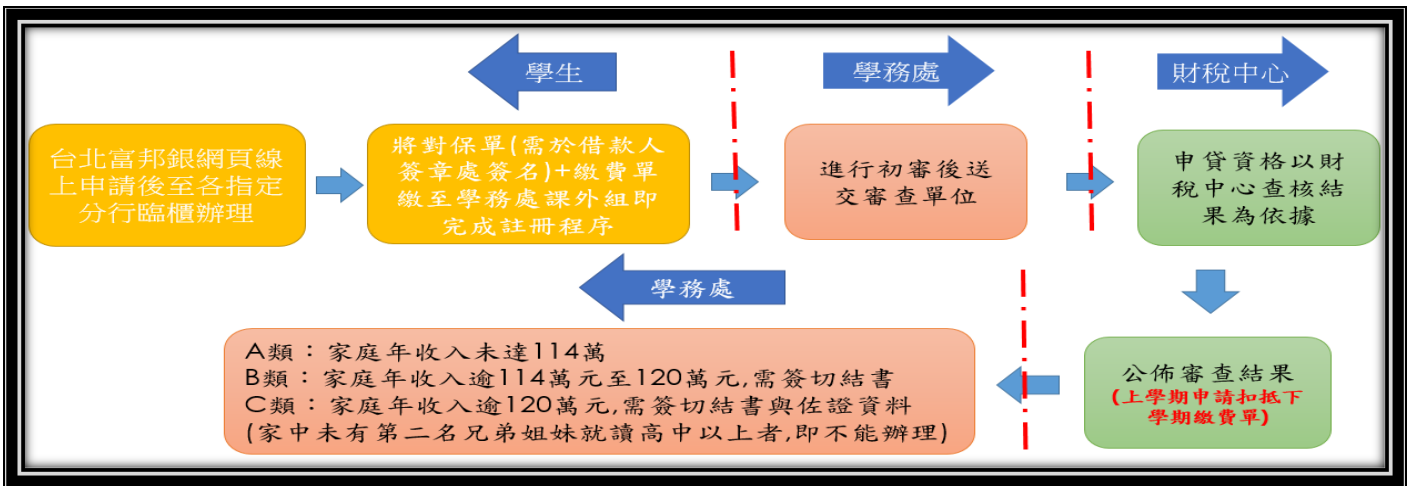 學生
學務處
財稅中心
台北富邦銀網頁線
上申請後至各指定
分行臨櫃辦理
將對保單(需於借款人
簽章處簽名)+繳費單
繳至學務處課外組即
完成註冊程序
進行初審後送
交審查單位
申貸資格以財
稅中心查核結
果為依據
學務處
A類：家庭年收入未達114萬
B類：家庭年收入逾114萬元至120萬元,需簽切結書
C類：家庭年收入逾120萬元,需簽切結書與佐證資料
(家中未有第二名兄弟姐妹就讀高中以上者,即不能辦理)
公佈審查結果
(上學期申請扣抵下
學期繳費單)